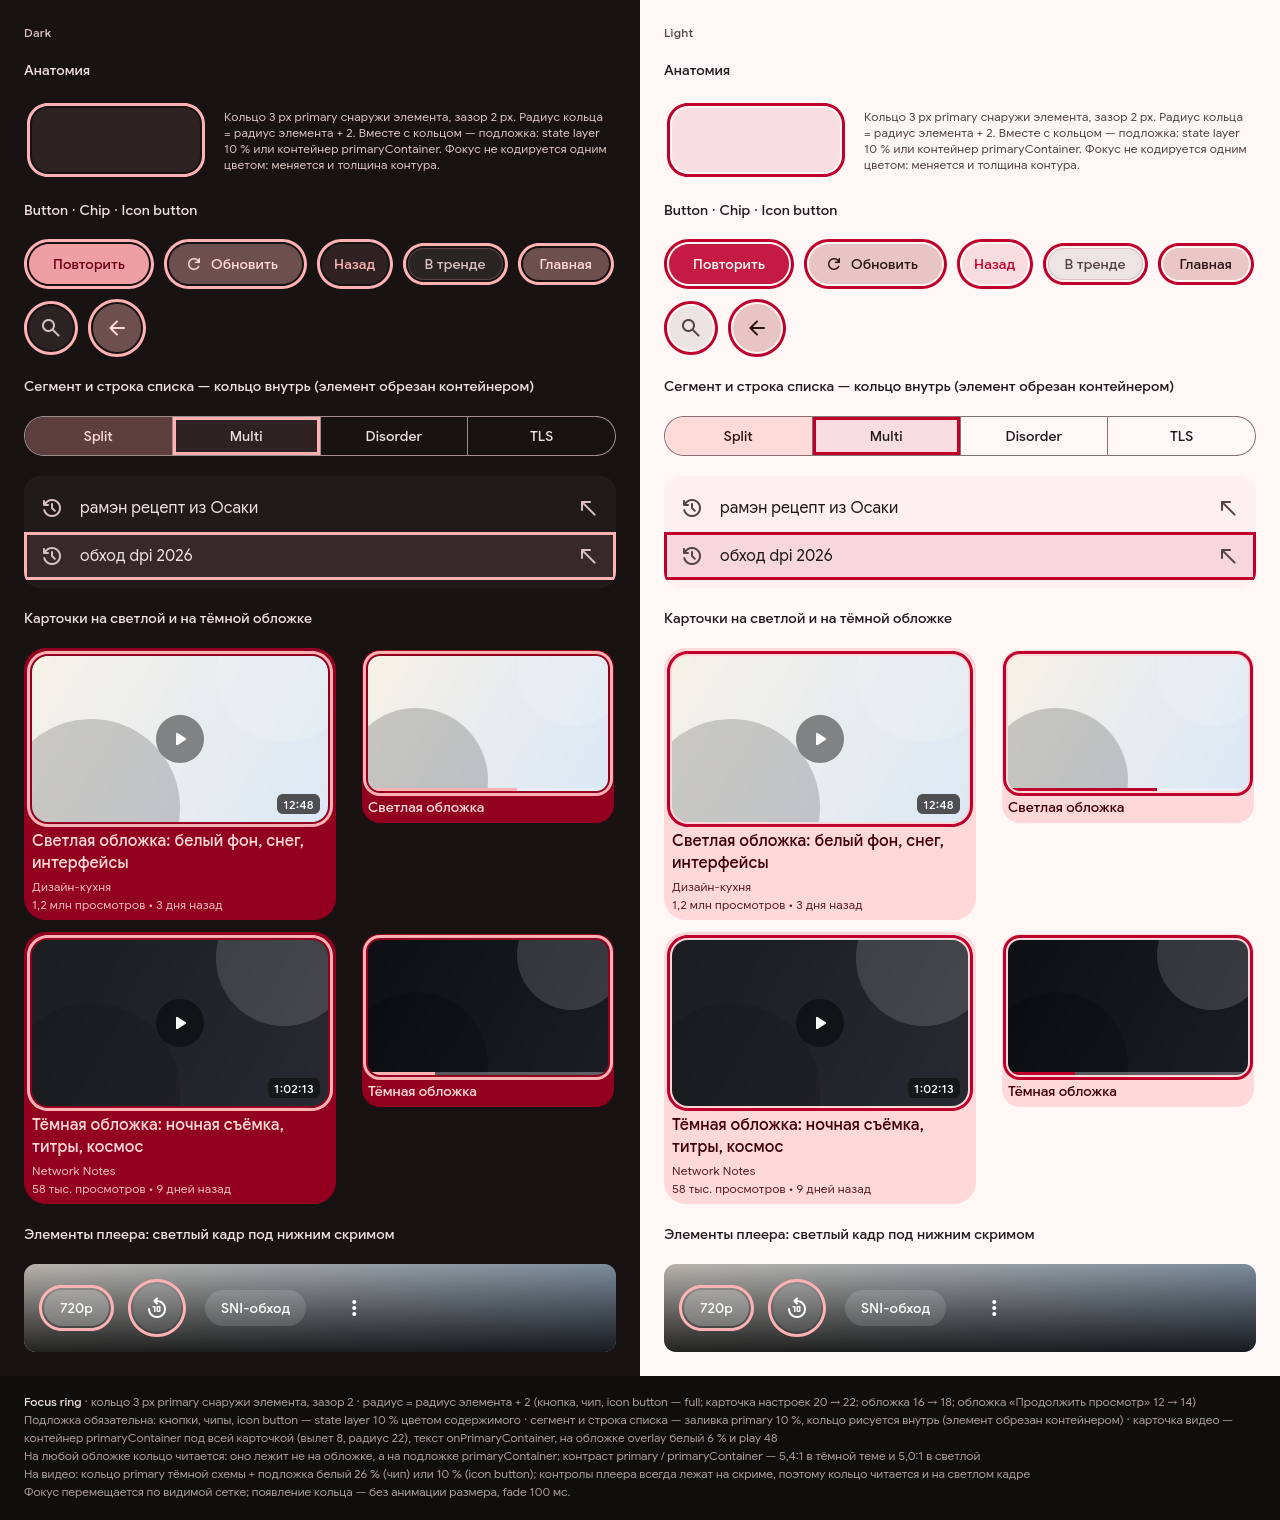 Dark
Анатомия
Кольцо 3 px primary снаружи элемента, зазор 2 px. Радиус кольца
= радиус элемента + 2. Вместе с кольцом — подложка: state layer
10 % или контейнер primaryContainer. Фокус не кодируется одним
цветом: меняется и толщина контура.
Button · Chip · Icon button
Повторить
Обновить
Назад
В тренде
Главная
Сегмент и строка списка — кольцо внутрь (элемент обрезан контейнером)
Split
Multi
Disorder
TLS
рамэн рецепт из Осаки
обход dpi 2026
Карточки на светлой и на тёмной обложке
12:48
Светлая обложка: белый фон, снег,
интерфейсы
Дизайн-кухня
1,2 млн просмотров • 3 дня назад
Светлая обложка
1:02:13
Тёмная обложка: ночная съёмка,
титры, космос
Network Notes
58 тыс. просмотров • 9 дней назад
Тёмная обложка
Элементы плеера: светлый кадр под нижним скримом
720p
10
SNI-обход
Light
Анатомия
Кольцо 3 px primary снаружи элемента, зазор 2 px. Радиус кольца
= радиус элемента + 2. Вместе с кольцом — подложка: state layer
10 % или контейнер primaryContainer. Фокус не кодируется одним
цветом: меняется и толщина контура.
Button · Chip · Icon button
Повторить
Обновить
Назад
В тренде
Главная
Сегмент и строка списка — кольцо внутрь (элемент обрезан контейнером)
Split
Multi
Disorder
TLS
рамэн рецепт из Осаки
обход dpi 2026
Карточки на светлой и на тёмной обложке
12:48
Светлая обложка: белый фон, снег,
интерфейсы
Дизайн-кухня
1,2 млн просмотров • 3 дня назад
Светлая обложка
1:02:13
Тёмная обложка: ночная съёмка,
титры, космос
Network Notes
58 тыс. просмотров • 9 дней назад
Тёмная обложка
Элементы плеера: светлый кадр под нижним скримом
720p
10
SNI-обход
Focus ring · кольцо 3 px primary снаружи элемента, зазор 2 · радиус = радиус элемента + 2 (кнопка, чип, icon button — full; карточка настроек 20 → 22; обложка 16 → 18; обложка «Продолжить просмотр» 12 → 14)
Подложка обязательна: кнопки, чипы, icon button — state layer 10 % цветом содержимого · сегмент и строка списка — заливка primary 10 %, кольцо рисуется внутрь (элемент обрезан контейнером) · карточка видео —
контейнер primaryContainer под всей карточкой (вылет 8, радиус 22), текст onPrimaryContainer, на обложке overlay белый 6 % и play 48
На любой обложке кольцо читается: оно лежит не на обложке, а на подложке primaryContainer; контраст primary / primaryContainer — 5,4:1 в тёмной теме и 5,0:1 в светлой
На видео: кольцо primary тёмной схемы + подложка белый 26 % (чип) или 10 % (icon button); контролы плеера всегда лежат на скриме, поэтому кольцо читается и на светлом кадре
Фокус перемещается по видимой сетке; появление кольца — без анимации размера, fade 100 мс.